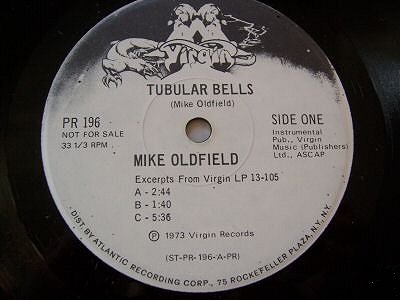 Virgin
TUBULAR BELLS
(Mike Oldfield)
PR 196
NOT FOR SALE
33 1/3 RPM
SIDE ONE
Instrumental
Pub., Virgin
Music (Publishers)
Ltd., ASCAP
MIKE OLDFIELD
Excerpts From Virgin LP 13-105
A - 2:44
B - 1:40
C - 5:36
Ⓟ 1973 Virgin Records
(ST-PR-196-A-PR)
DIST. BY ATLANTIC RECORDING CORP., 75 ROCKEFELLER PLAZA, N.Y., N.Y.